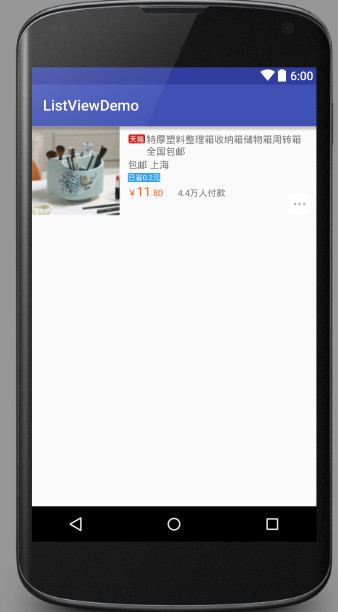 6:00
ListViewDemo
天猫 特厚塑料整理箱收纳箱储物箱周转箱
全国包邮
包邮 上海
已省0.2元
¥11.80 4.4万人付款